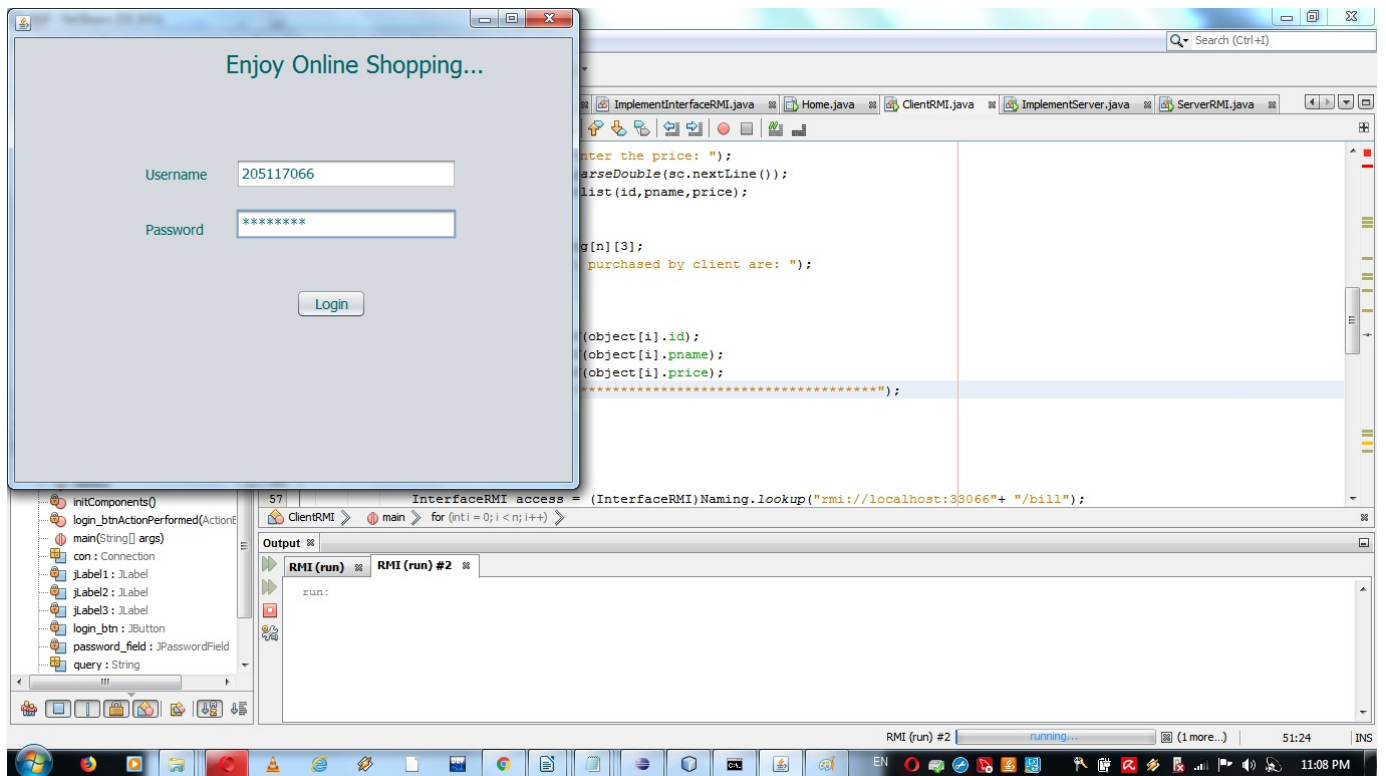 Enjoy Online Shopping...
Username 205117066
Password ********
Login
Search (Ctrl+I)
ImplementInterfaceRMI.java Home.java ClientRMI.java ImplementServer.java ServerRMI.java
nter the price: ");
arseDouble(sc.nextLine());
list(id,pname,price);
g[n][3];
purchased by client are: ");
(object[i].id);
(object[i].pname);
(object[i].price);
*************************************");
57 InterfaceRMI access = (InterfaceRMI)Naming.lookup("rmi://localhost:33066"+ "/bill");
ClientRMI main for (int i = 0; i < n; i++)
initComponents()
login_btnActionPerformed(ActionE
main(String[] args)
con : Connection
jLabel1 : JLabel
jLabel2 : JLabel
jLabel3 : JLabel
login_btn : JButton
password_field : JPasswordField
query : String
Output
RMI (run) RMI (run) #2
run:
RMI (run) #2 running... (1 more...) 51:24 INS
EN 11:08 PM